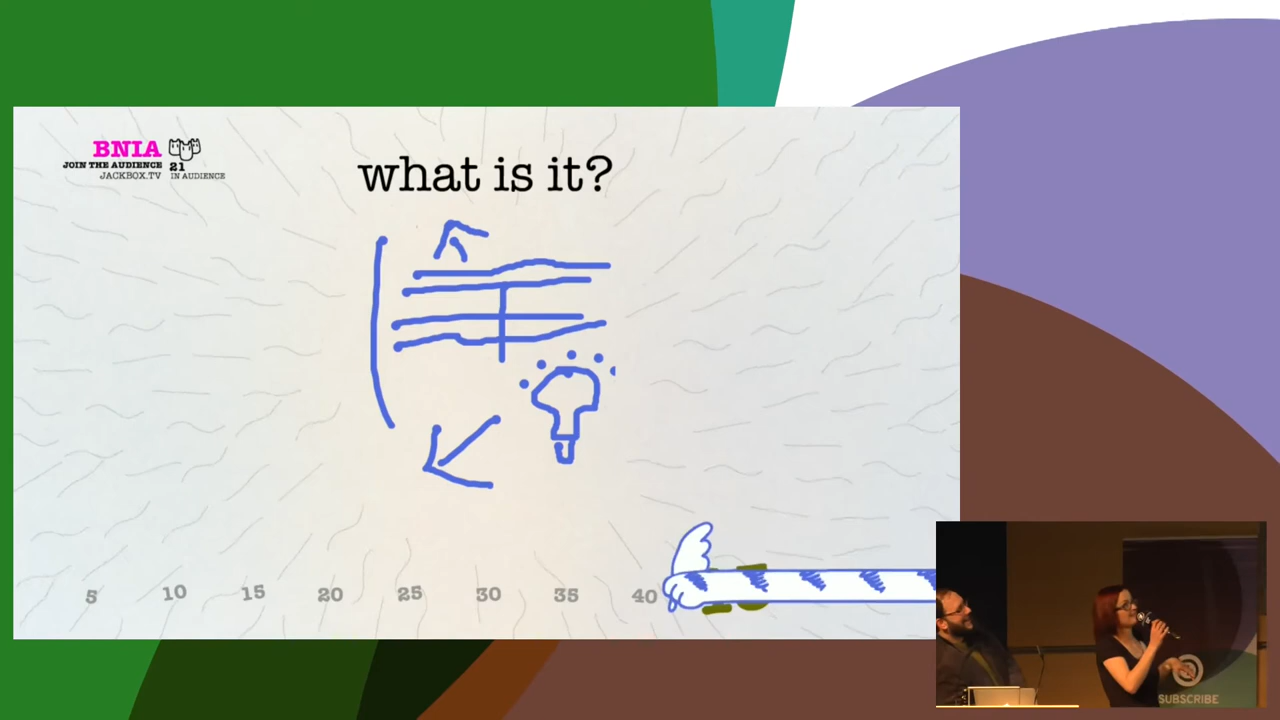 BNIA
JOIN THE AUDIENCE
JACKBOX.TV
21
IN AUDIENCE
what is it?
5 10 15 20 25 30 35 40
SUBSCRIBE